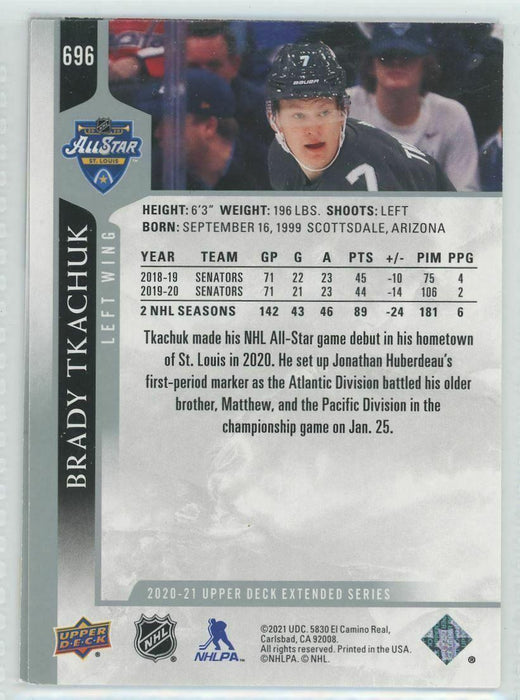 696
7
BAUER
7
ALL STAR
ST. LOUIS
BRADY TKACHUK
LEFT WING
HEIGHT: 6'3" WEIGHT: 196 LBS. SHOOTS: LEFT
BORN: SEPTEMBER 16, 1999 SCOTTSDALE, ARIZONA
YEAR TEAM GP G A PTS +/- PIM PPG
2018-19 SENATORS 71 22 23 45 -10 75 4
2019-20 SENATORS 71 21 23 44 -14 106 2
2 NHL SEASONS 142 43 46 89 -24 181 6
Tkachuk made his NHL All-Star game debut in his hometown
of St. Louis in 2020. He set up Jonathan Huberdeau's
first-period marker as the Atlantic Division battled his older
brother, Matthew, and the Pacific Division in the
championship game on Jan. 25.
2020-21 UPPER DECK EXTENDED SERIES
UPPER
D·E·C·K
NHL
NHLPA
©2021 UDC. 5830 El Camino Real,
Carlsbad, CA 92008.
All rights reserved. Printed in the USA.
©NHLPA. © NHL.